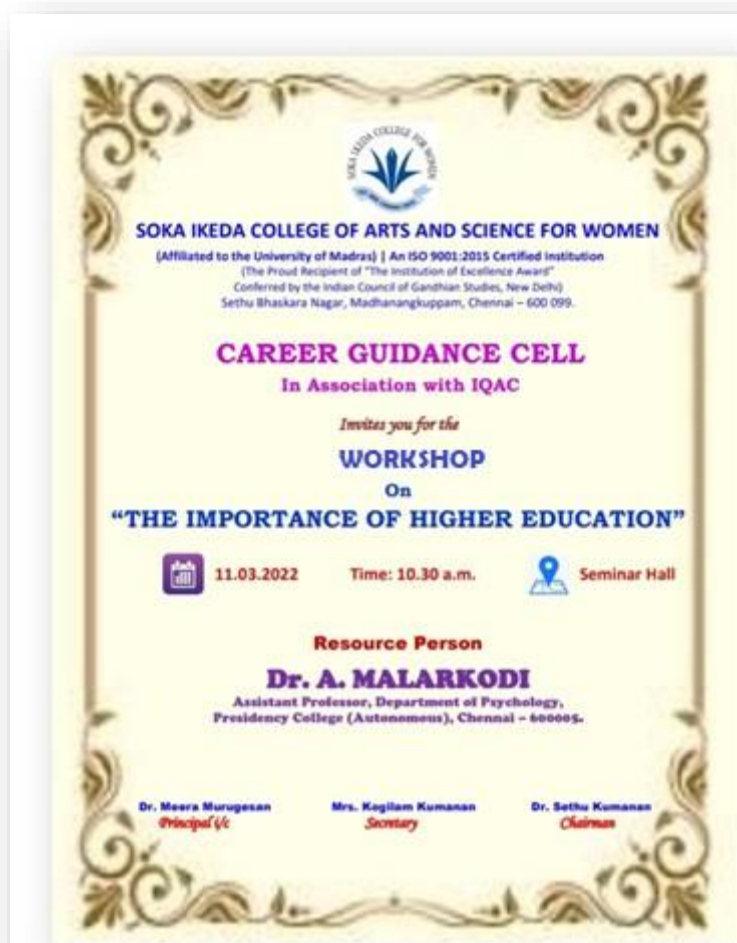 SOKA IKEDA COLLEGE FOR WOMEN
SOKA IKEDA COLLEGE OF ARTS AND SCIENCE FOR WOMEN
(Affiliated to the University of Madras) | An ISO 9001:2015 Certified Institution
(The Proud Recipient of "The Institution of Excellence Award"
Conferred by the Indian Council of Gandhian Studies, New Delhi)
Sethu Bhaskara Nagar, Madhanangkuppam, Chennai – 600 099.
CAREER GUIDANCE CELL
In Association with IQAC
Invites you for the
WORKSHOP
On
“THE IMPORTANCE OF HIGHER EDUCATION”
11.03.2022 Time: 10.30 a.m. Seminar Hall
Resource Person
Dr. A. MALARKODI
Assistant Professor, Department of Psychology,
Presidency College (Autonomous), Chennai – 600005.
Dr. Meera Murugesan Mrs. Kogilam Kumanan Dr. Sethu Kumanan
Principal i/c Secretary Chairman